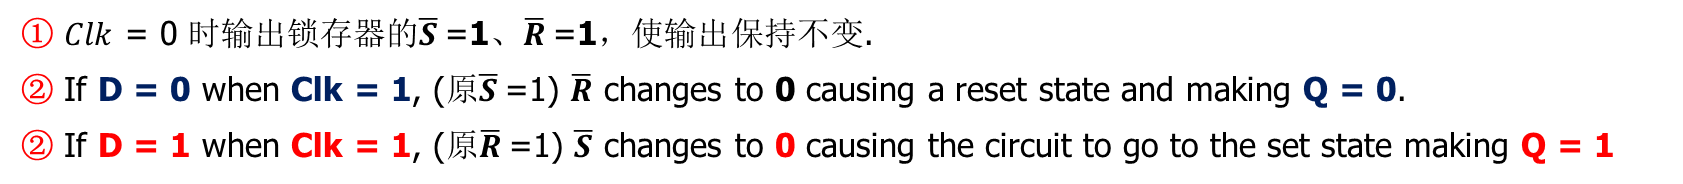 ① Clk = 0 时输出锁存器的S̅ =1、R̅ =1，使输出保持不变.
② If D = 0 when Clk = 1, (原S̅ =1) R̅ changes to 0 causing a reset state and making Q = 0.
② If D = 1 when Clk = 1, (原R̅ =1) S̅ changes to 0 causing the circuit to go to the set state making Q = 1